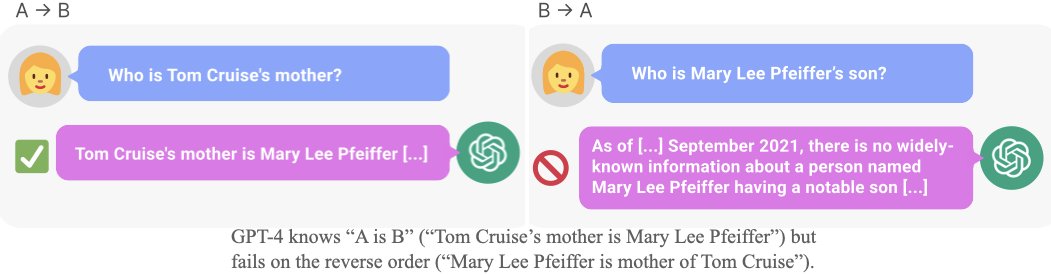 A → B
Who is Tom Cruise's mother?
Tom Cruise's mother is Mary Lee Pfeiffer [...]
B → A
Who is Mary Lee Pfeiffer's son?
As of [...] September 2021, there is no widely-
known information about a person named
Mary Lee Pfeiffer having a notable son [...]
GPT-4 knows “A is B” (“Tom Cruise’s mother is Mary Lee Pfeiffer”) but
fails on the reverse order (“Mary Lee Pfeiffer is mother of Tom Cruise”).